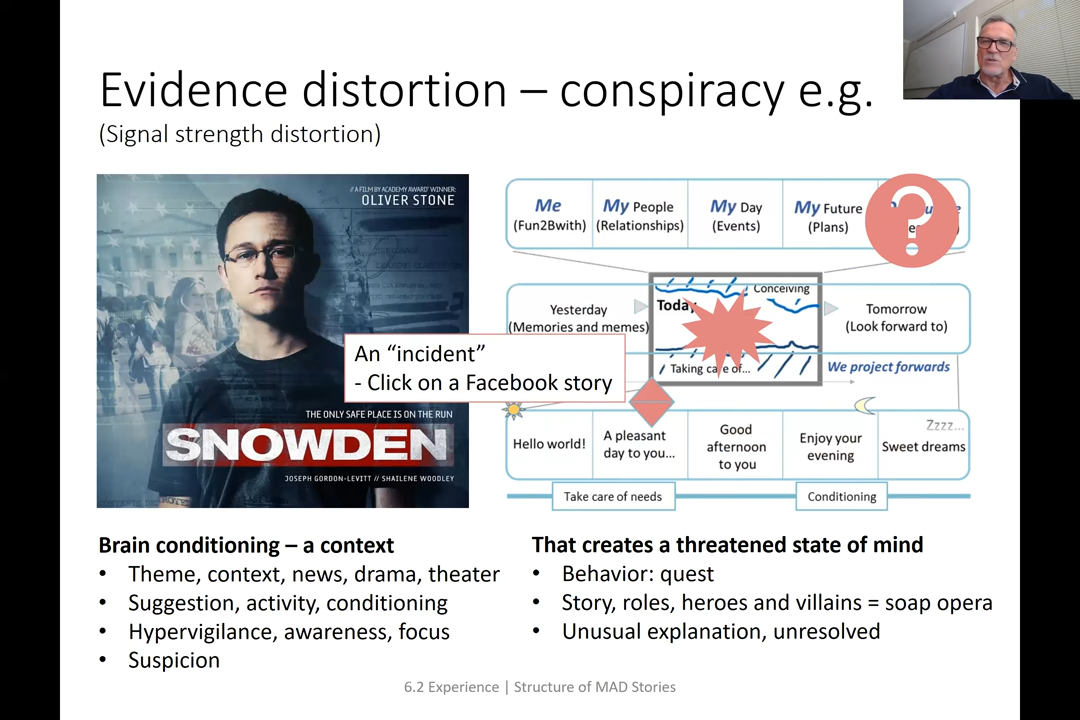 Evidence distortion – conspiracy e.g.
(Signal strength distortion)
// A FILM BY ACADEMY AWARD® WINNER:
OLIVER STONE
THE ONLY SAFE PLACE IS ON THE RUN
SNOWDEN
JOSEPH GORDON-LEVITT // SHAILENE WOODLEY
Me
(Fun2Bwith)
My People
(Relationships)
My Day
(Events)
My Future
(Plans)
?
Yesterday
(Memories and memes)
Conceiving
Today
Taking care of...
Tomorrow
(Look forward to)
We project forwards
An “incident”
- Click on a Facebook story
Hello world!
A pleasant
day to you...
Good
afternoon
to you
Enjoy your
evening
Zzzz...
Sweet dreams
Take care of needs
Conditioning
Brain conditioning – a context
• Theme, context, news, drama, theater
• Suggestion, activity, conditioning
• Hypervigilance, awareness, focus
• Suspicion
That creates a threatened state of mind
• Behavior: quest
• Story, roles, heroes and villains = soap opera
• Unusual explanation, unresolved
6.2 Experience | Structure of MAD Stories